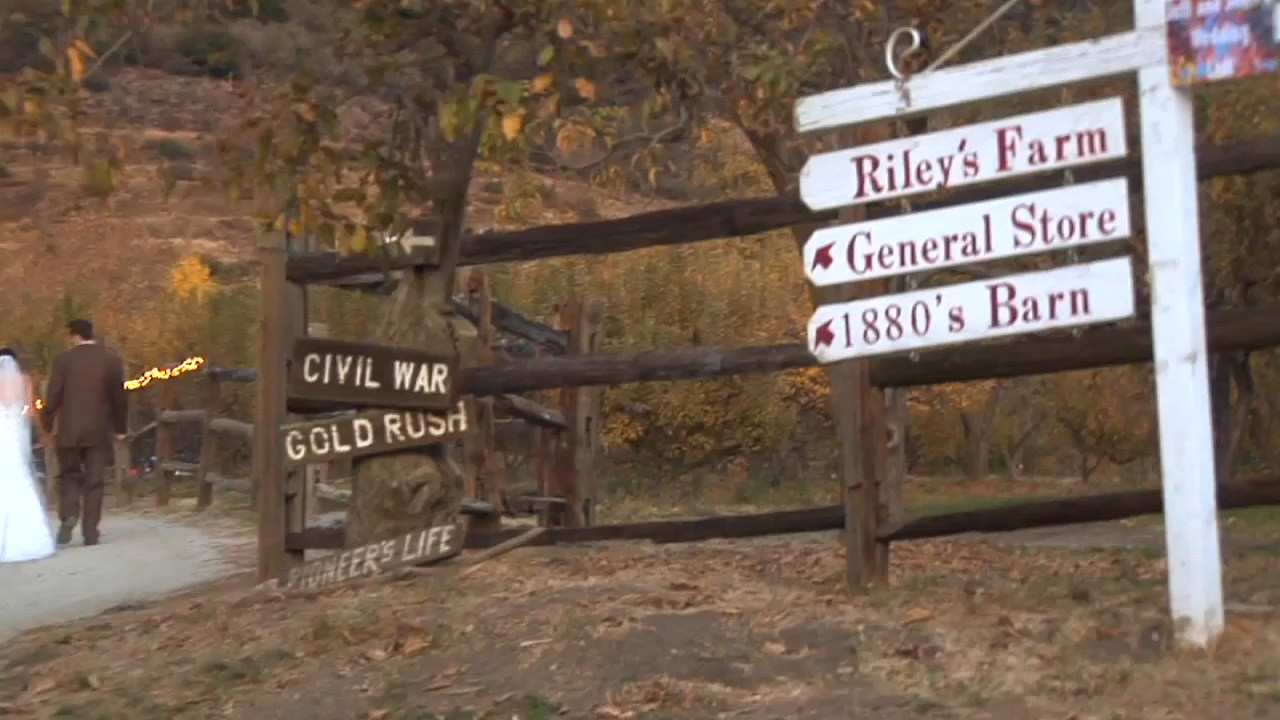 Riley's Farm
General Store
1880's Barn
CIVIL WAR
GOLD RUSH
PIONEER'S LIFE